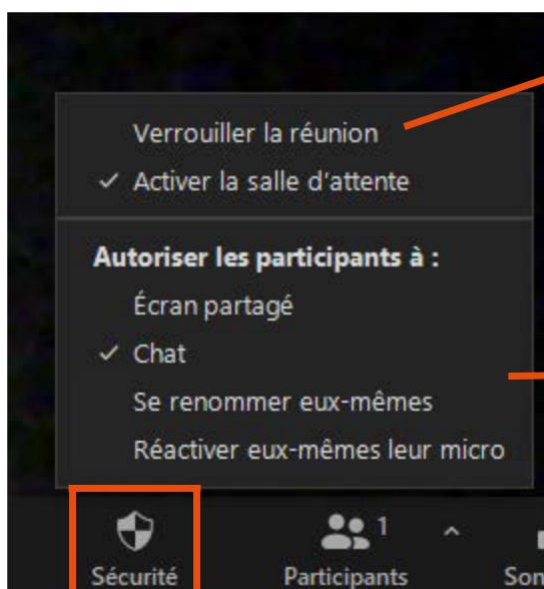 Verrouiller la réunion
✓ Activer la salle d'attente
Autoriser les participants à :
Écran partagé
✓ Chat
Se renommer eux-mêmes
Réactiver eux-mêmes leur micro
1
Sécurité Participants Son